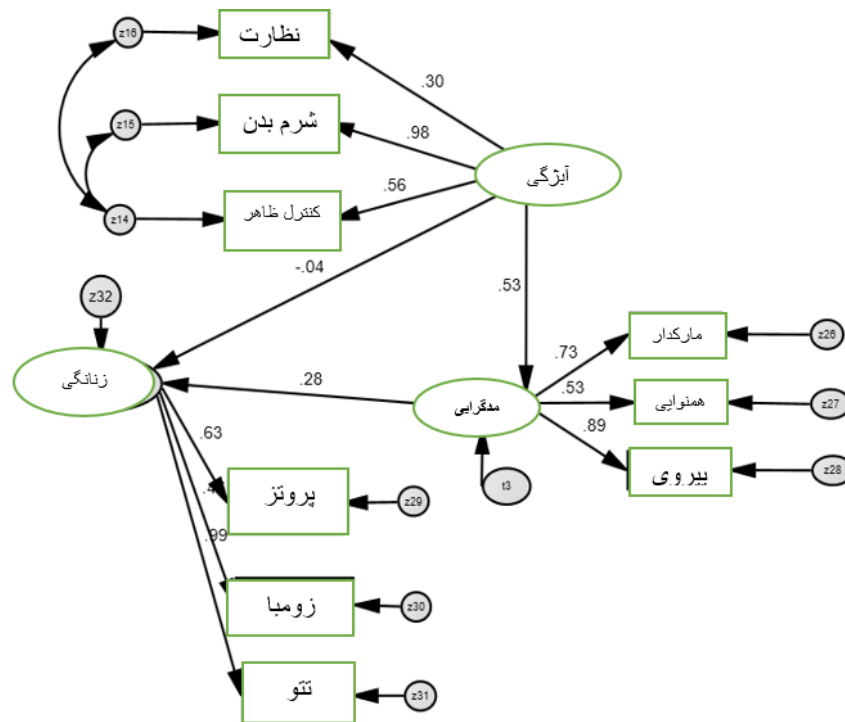 z16
نظارت
.30
z15
شرم بدن
.98
آبژگی
.56
z14
کنترل ظاهر
-.04
.53
z32
مارکدار
z26
.73
زنانگی
.28
مدگرایی
.53
همنوایی
z27
.89
.63
پیروی
z28
t3
پروتز
z29
.99
زومبا
z30
تتو
z31